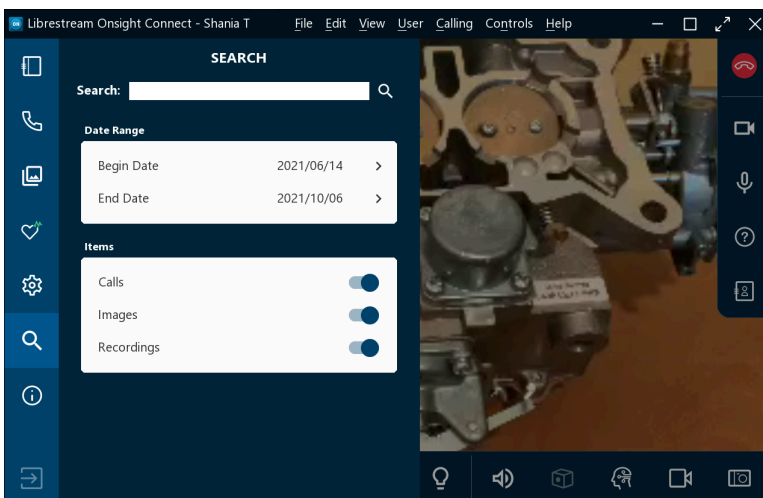 Librestream Onsight Connect - Shania T
File Edit View User Calling Controls Help
SEARCH
Search:
Date Range
Begin Date 2021/06/14
End Date 2021/10/06
Items
Calls
Images
Recordings